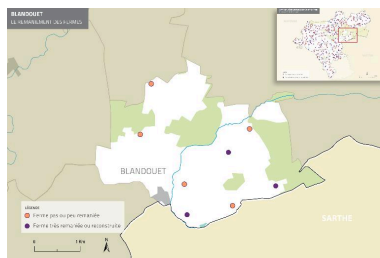 BLANDOUET
LE REMANIEMENT DES FERMES
BLANDOUET
SARTHE
LÉGENDE
Ferme pas ou peu remaniée
Ferme très remaniée ou reconstruite
0
1 Km
N